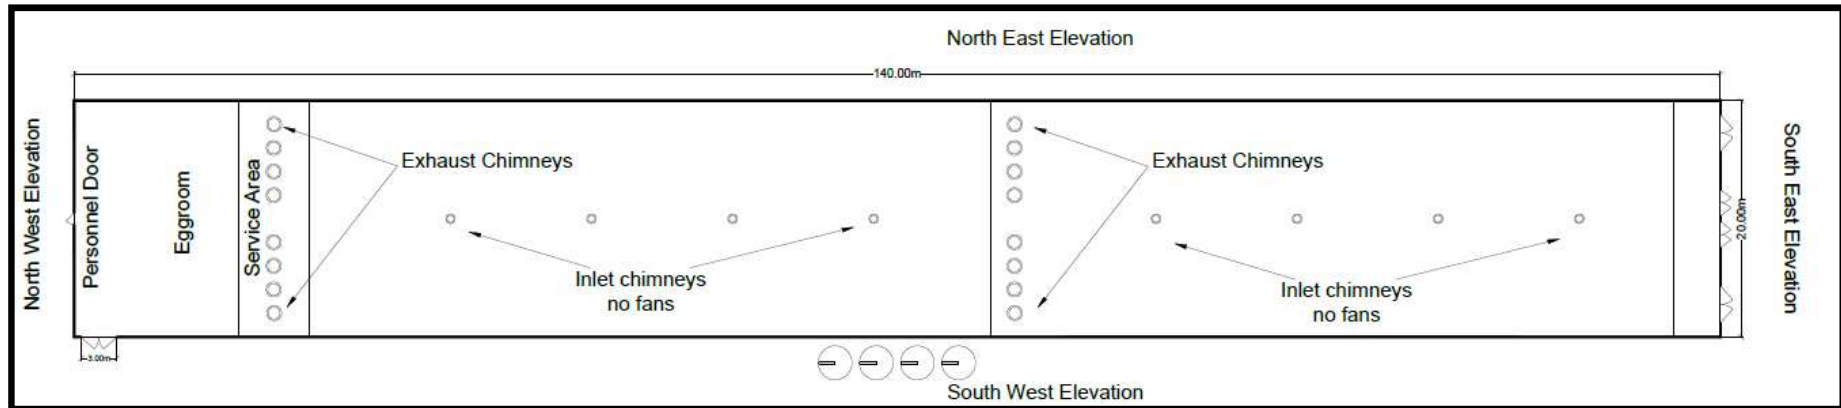 North East Elevation
140.00m
North West Elevation
Personnel Door
Eggroom
Service Area
Exhaust Chimneys
Exhaust Chimneys
Inlet chimneys
no fans
Inlet chimneys
no fans
20.00m
South East Elevation
3.00m
South West Elevation